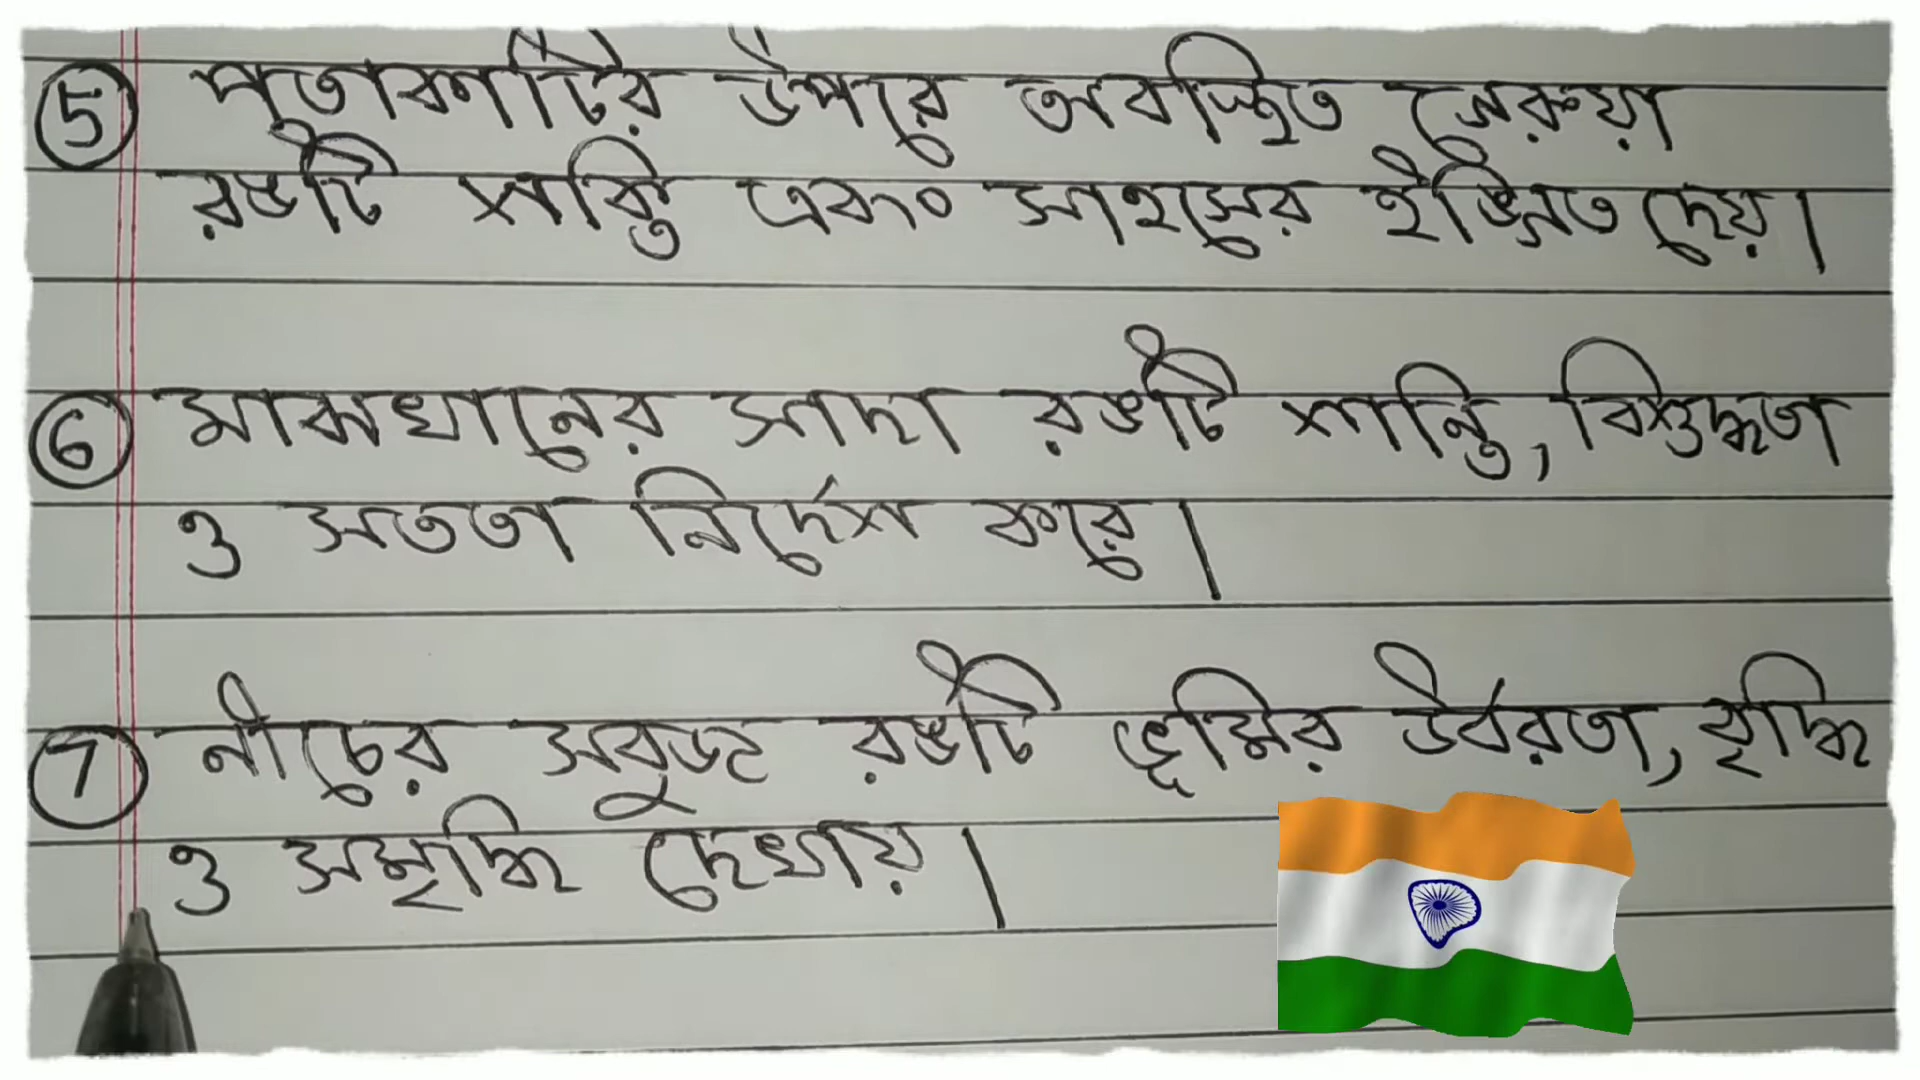 ⑤ পতাকাটির উপরে অবস্থিত গেরুয়া
রঙটি শক্তি এবং সাহসের ইঙ্গিত দেয়।
⑥ মাঝখানের সাদা রঙটি শান্তি, বিশুদ্ধতা
ও সততা নির্দেশ করে।
⑦ নীচের সবুজ রঙটি ভূমির উর্বরতা, বৃদ্ধি
ও সমৃদ্ধি দেখায়।